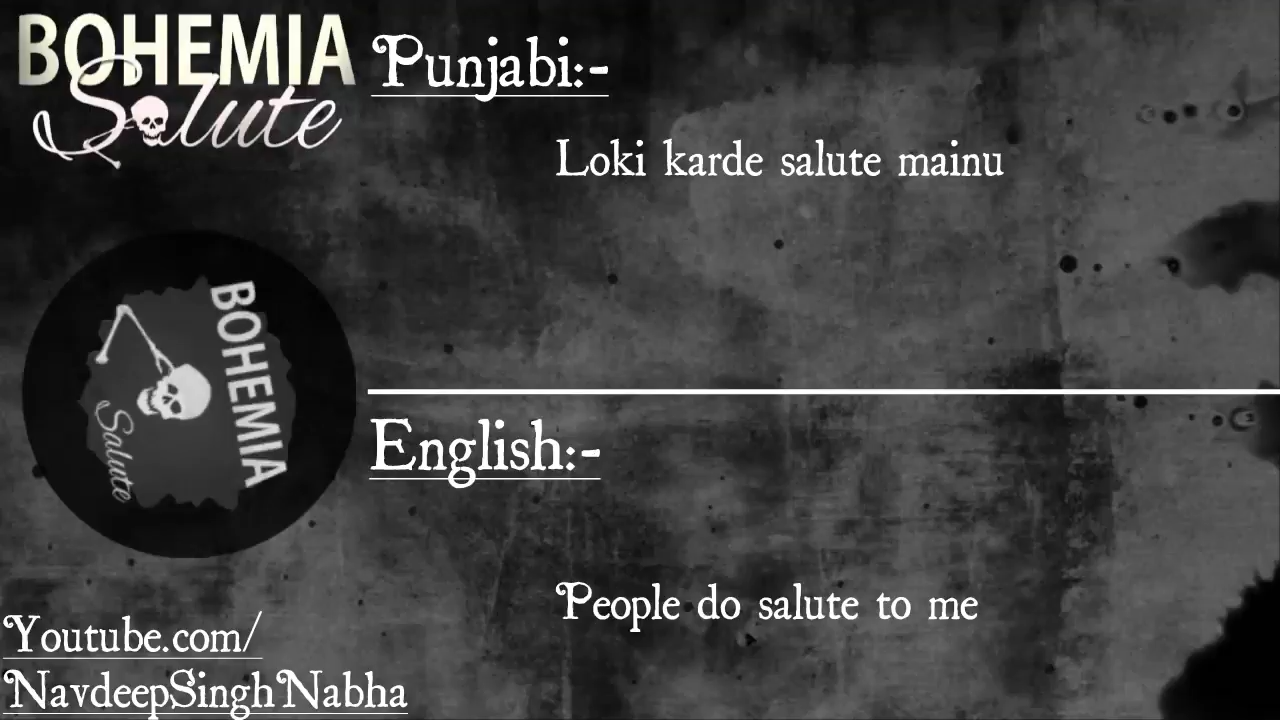 BOHEMIA
Salute
Punjabi:-
Loki karde salute mainu
BOHEMIA
Salute
English:-
People do salute to me
Youtube.com/
NavdeepSinghNabha